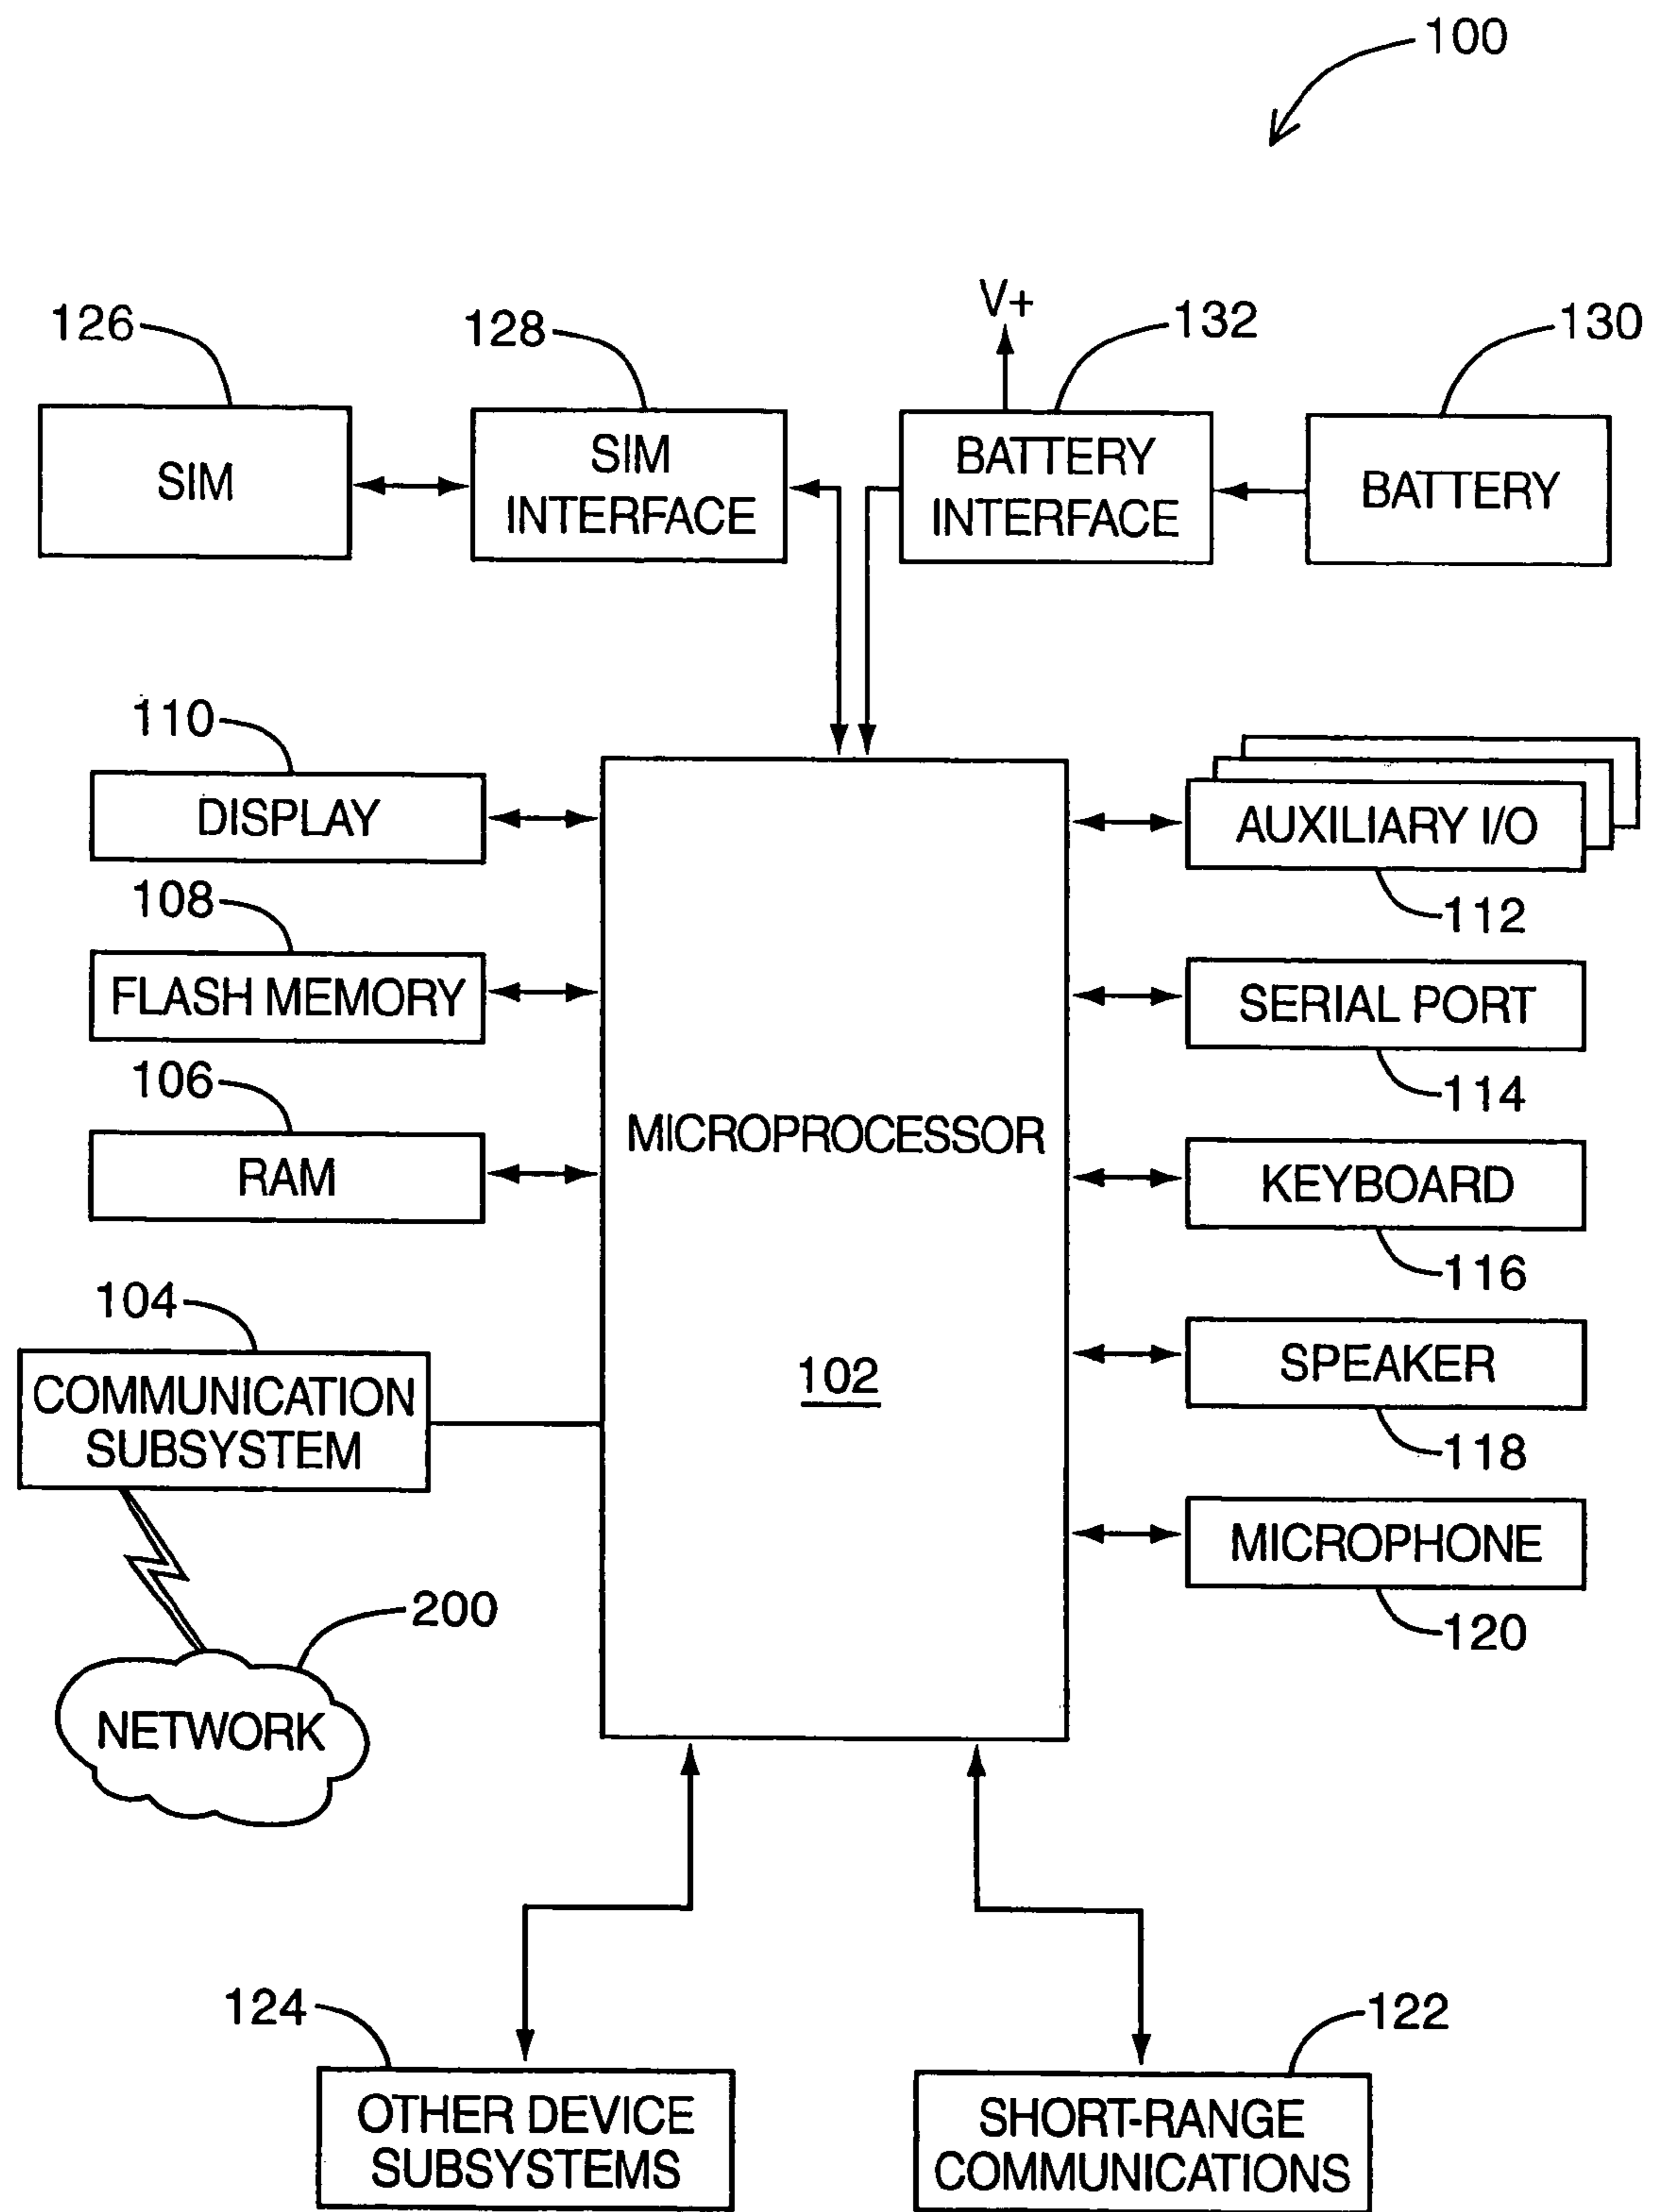 100
V+
126
128
132
130
SIM
SIM
INTERFACE
BATTERY
INTERFACE
BATTERY
110
DISPLAY
AUXILIARY I/O
112
108
FLASH MEMORY
SERIAL PORT
114
106
RAM
MICROPROCESSOR
102
KEYBOARD
116
104
COMMUNICATION
SUBSYSTEM
SPEAKER
118
MICROPHONE
120
200
NETWORK
124
OTHER DEVICE
SUBSYSTEMS
122
SHORT-RANGE
COMMUNICATIONS